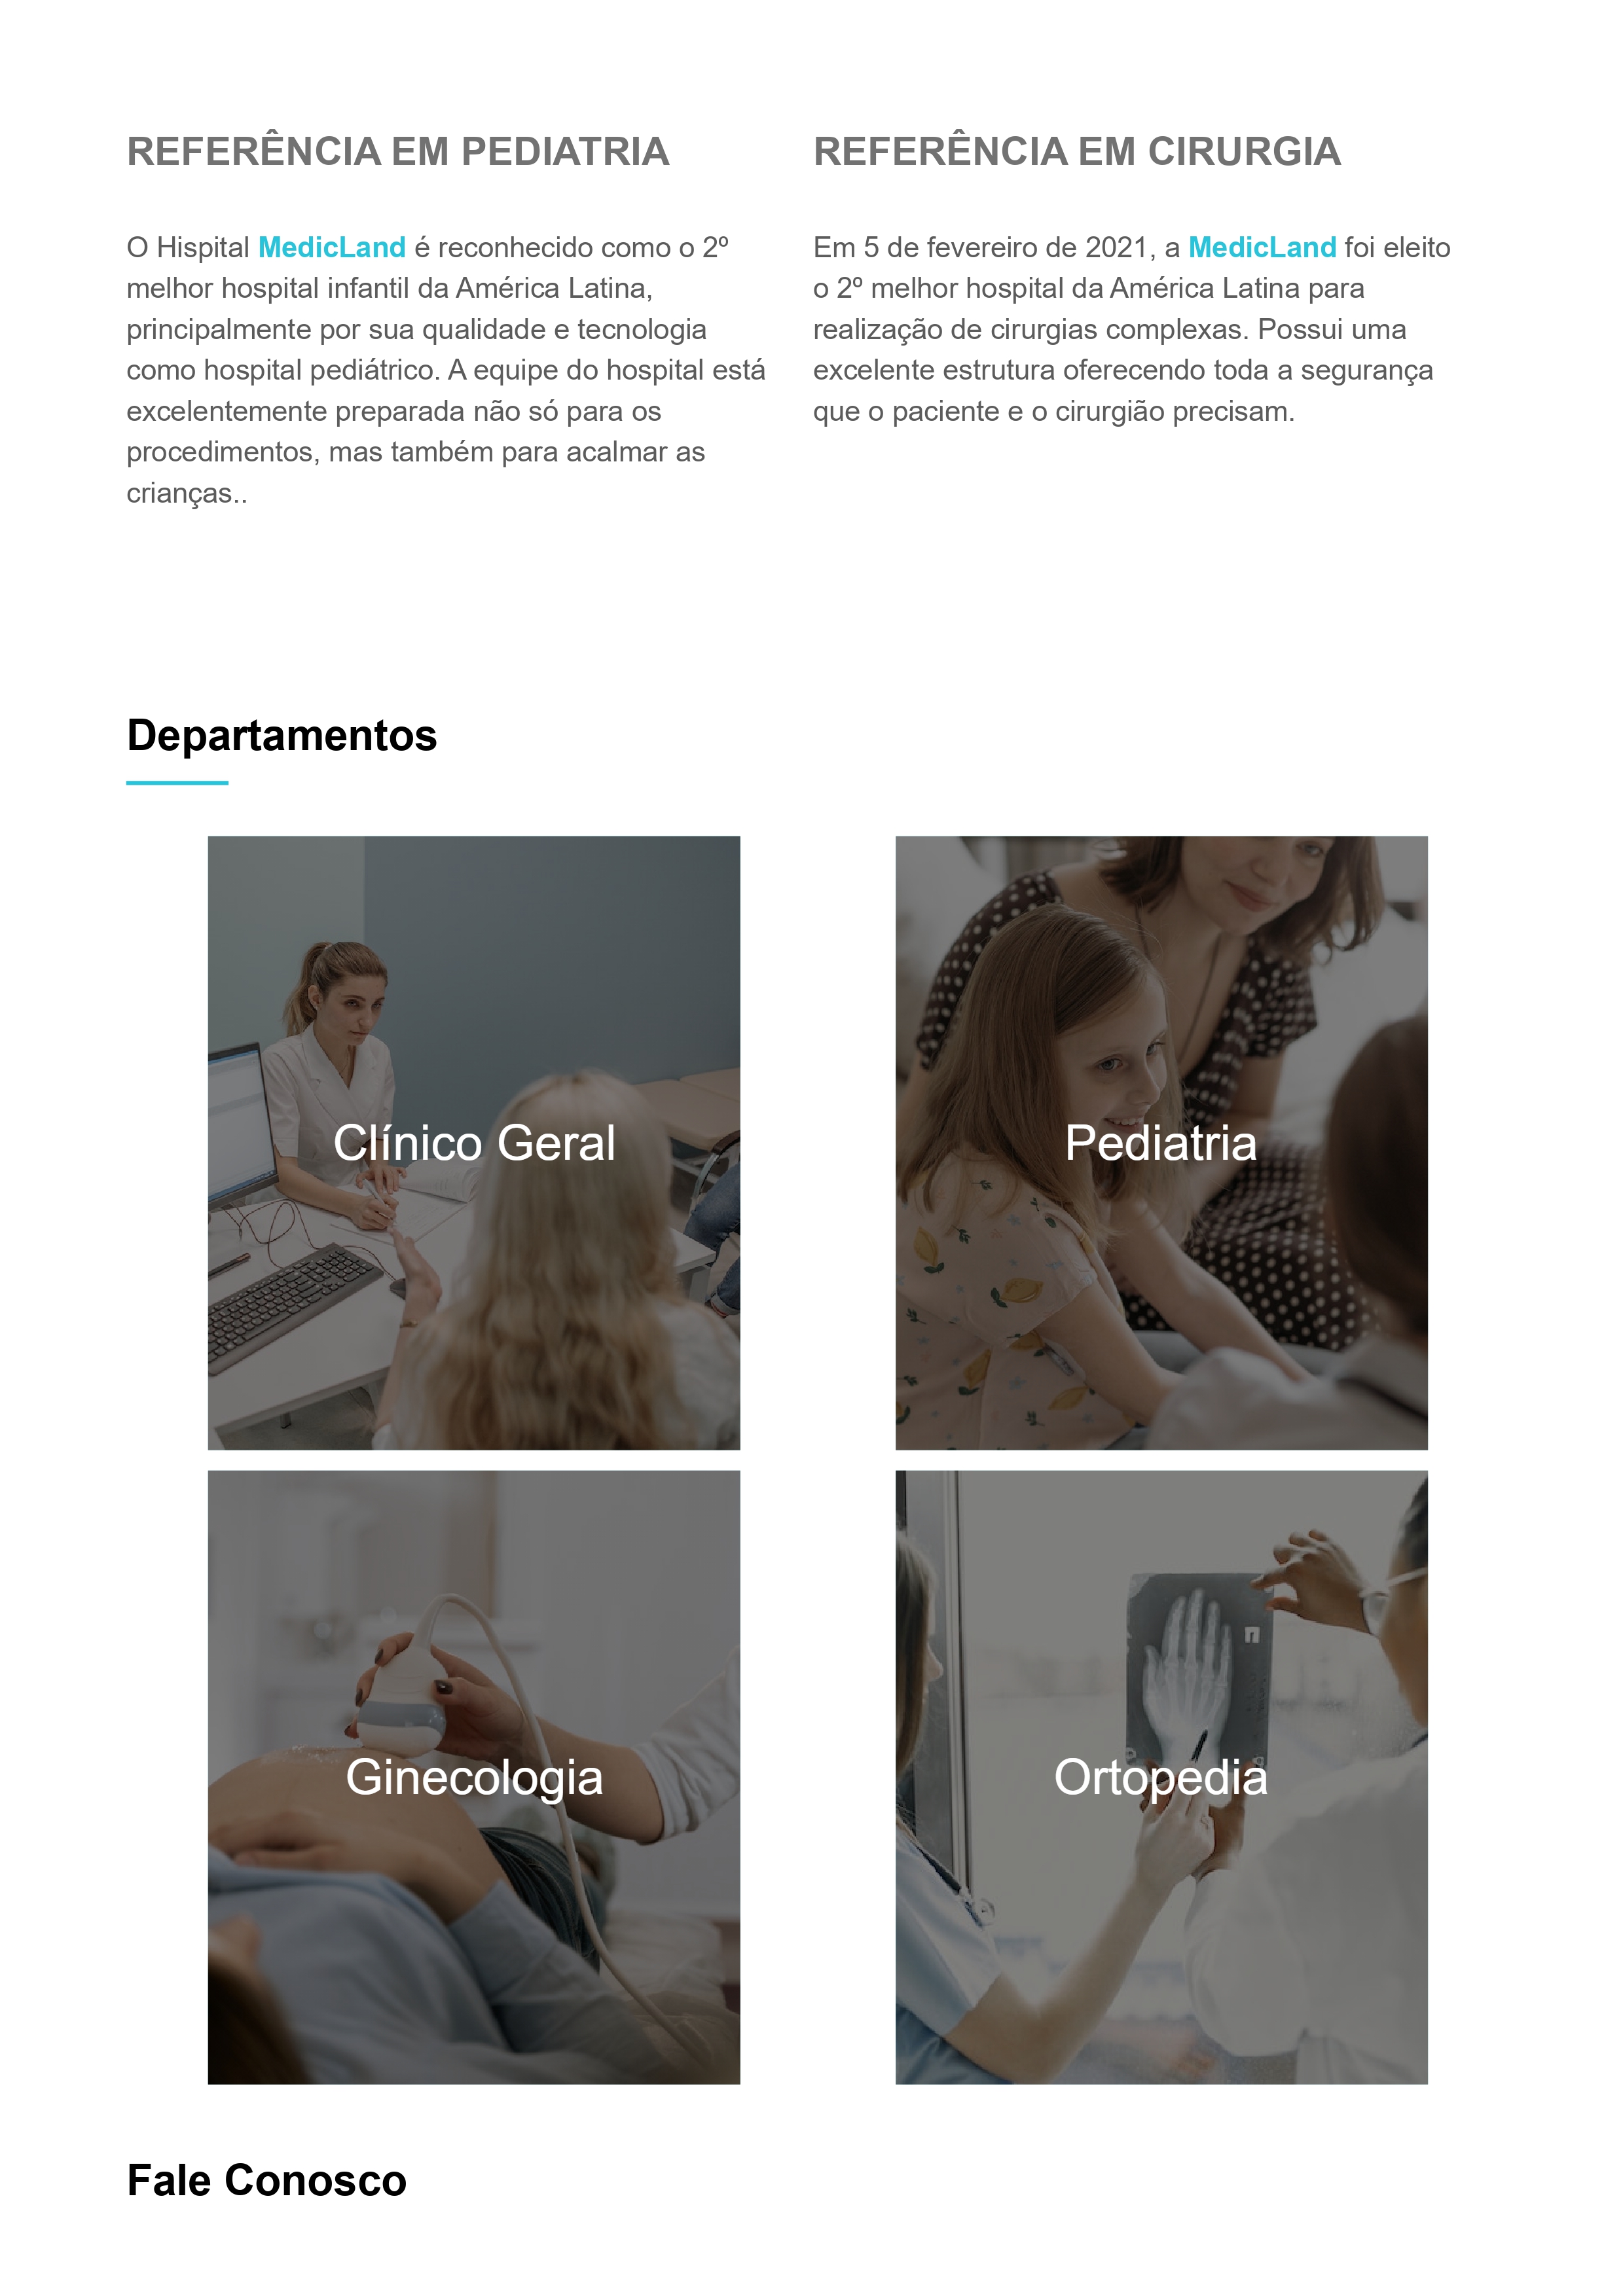 REFERÊNCIA EM PEDIATRIA
O Hispital MedicLand é reconhecido como o 2º
melhor hospital infantil da América Latina,
principalmente por sua qualidade e tecnologia
como hospital pediátrico. A equipe do hospital está
excelentemente preparada não só para os
procedimentos, mas também para acalmar as
crianças..
REFERÊNCIA EM CIRURGIA
Em 5 de fevereiro de 2021, a MedicLand foi eleito
o 2º melhor hospital da América Latina para
realização de cirurgias complexas. Possui uma
excelente estrutura oferecendo toda a segurança
que o paciente e o cirurgião precisam.
Departamentos
Clínico Geral
Pediatria
Ginecologia
Ortopedia
Fale Conosco